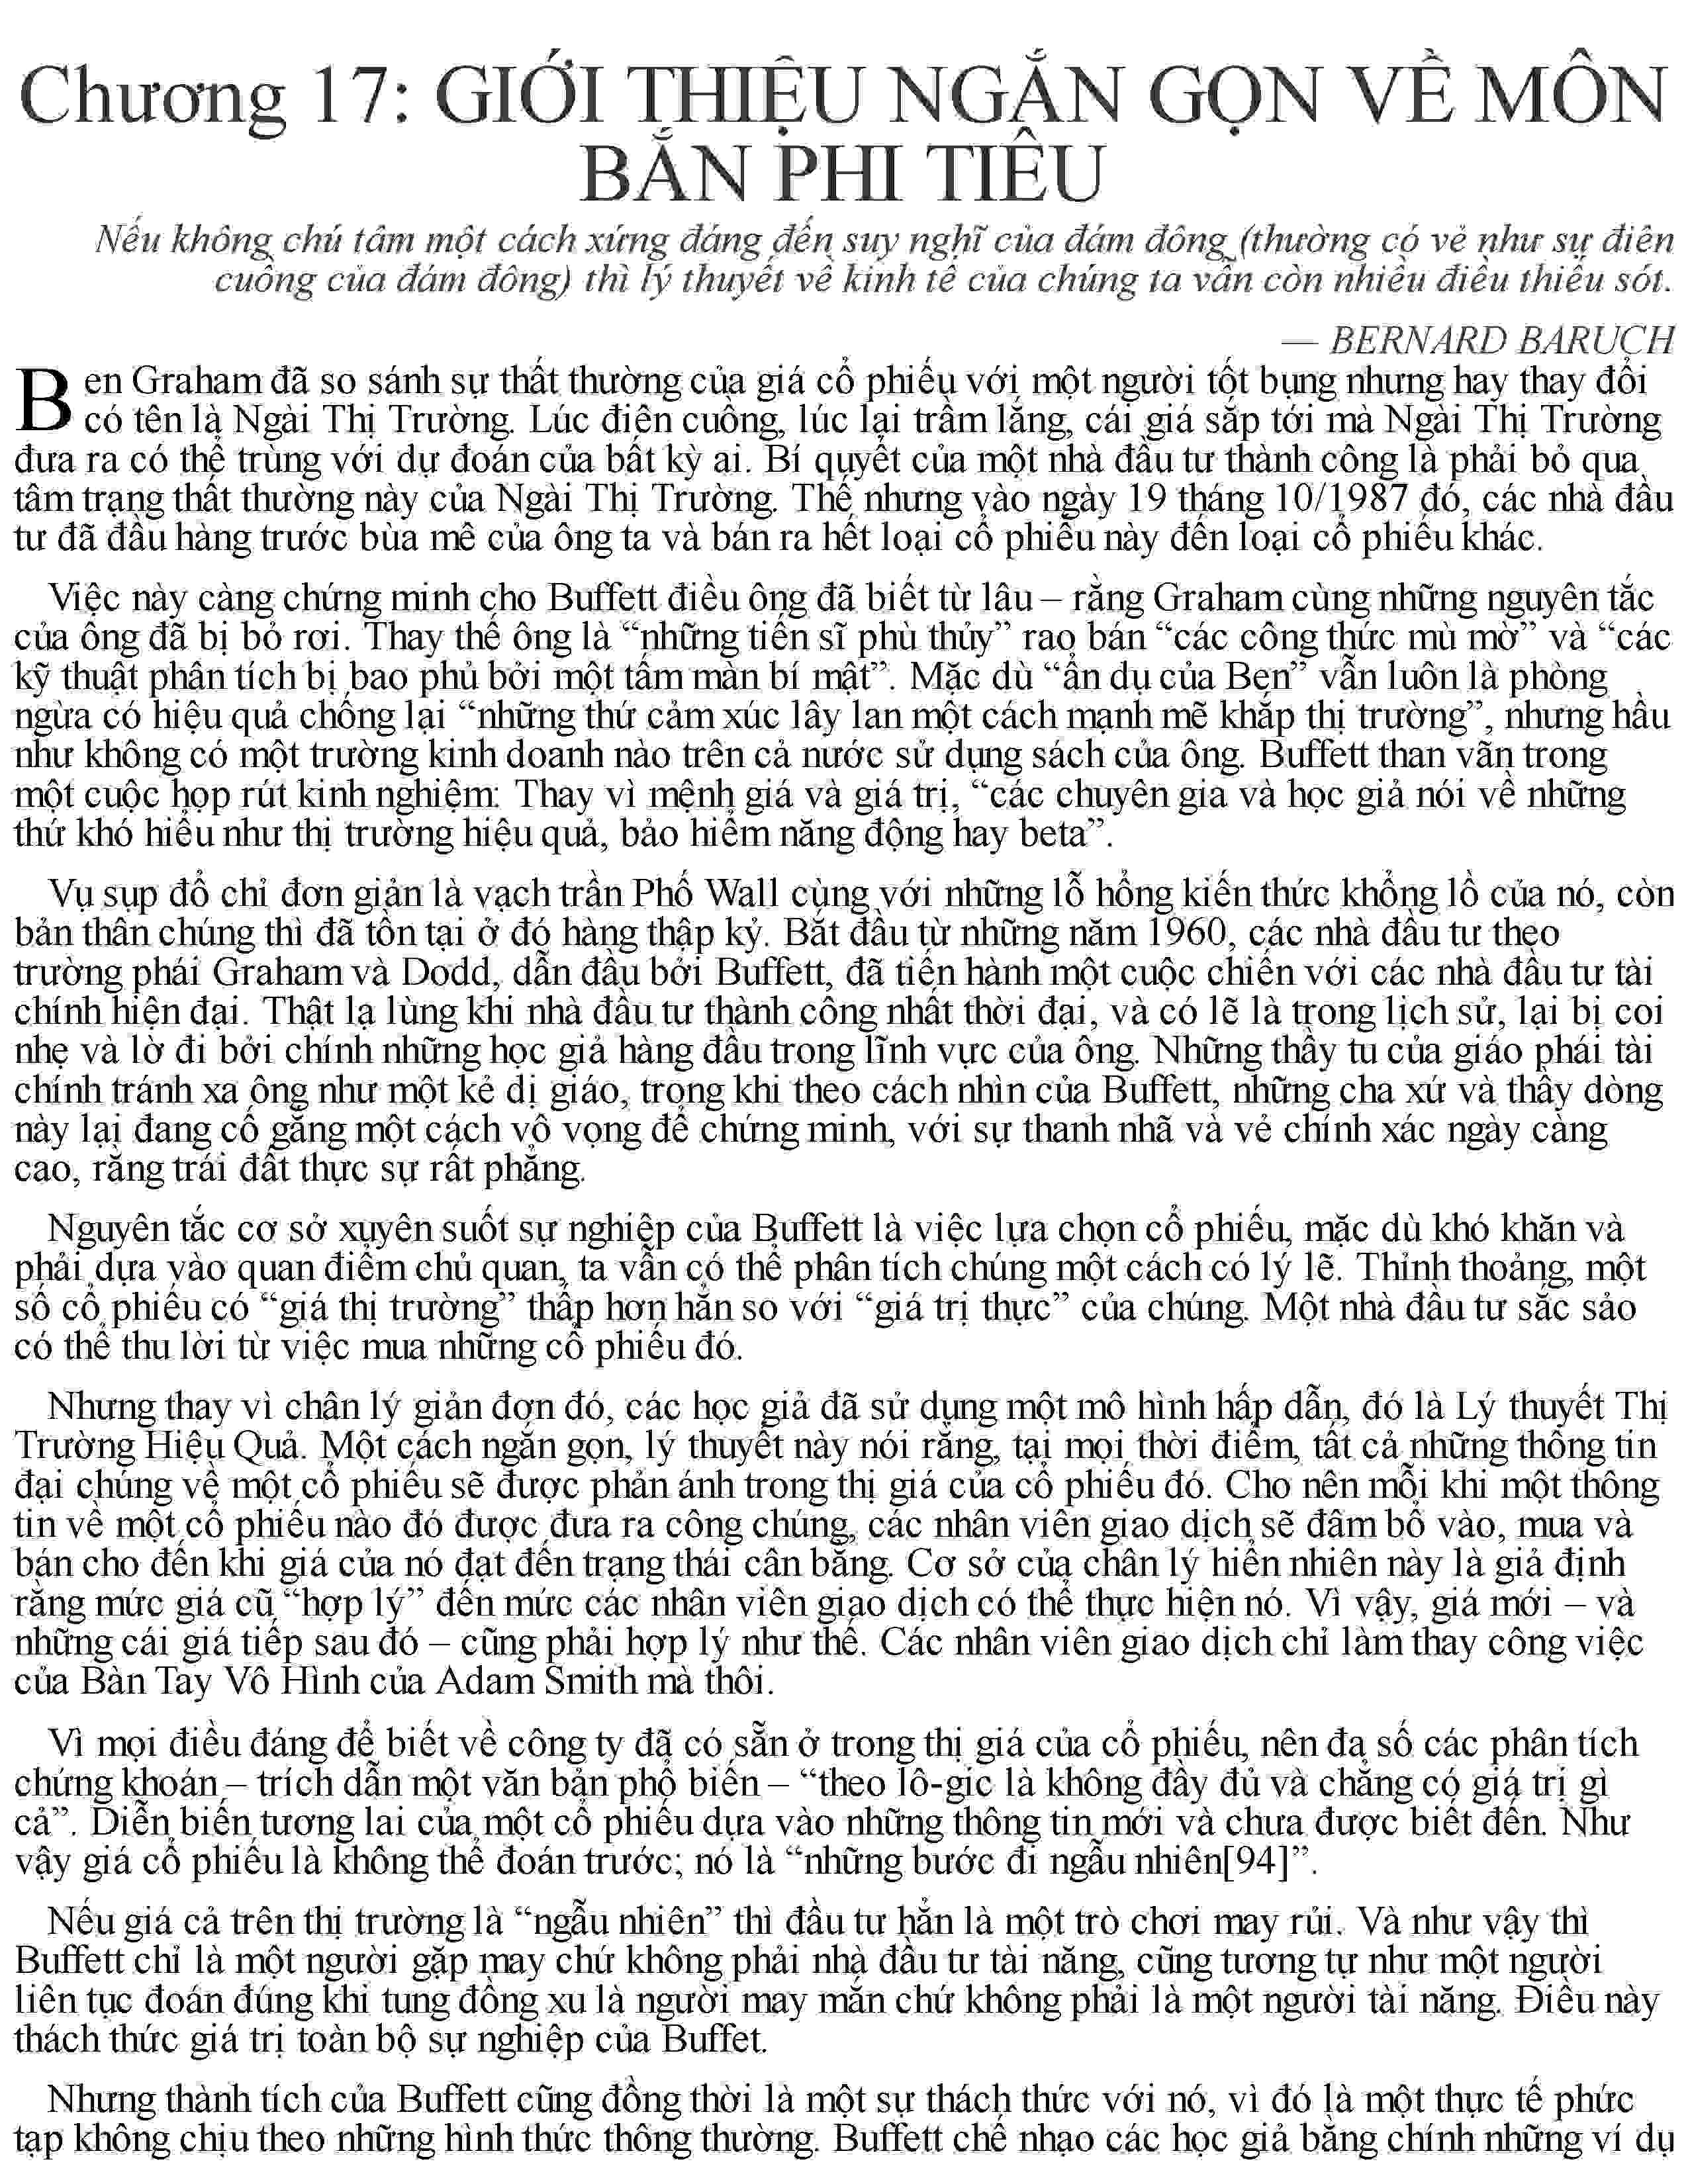 Chương 17: GIỚI THIỆU NGẮN GỌN VỀ MÔN
BẮN PHI TIÊU
Nếu không chú tâm một cách xứng đáng đến suy nghĩ của đám đông (thường có vẻ như sự điên
cuồng của đám đông) thì lý thuyết về kinh tế của chúng ta vẫn còn nhiều điều thiếu sót.
— BERNARD BARUCH
Ben Graham đã so sánh sự thất thường của giá cổ phiếu với một người tốt bụng nhưng hay thay đổi
có tên là Ngài Thị Trường. Lúc điên cuồng, lúc lại trầm lắng, cái giá sắp tới mà Ngài Thị Trường
đưa ra có thể trùng với dự đoán của bất kỳ ai. Bí quyết của một nhà đầu tư thành công là phải bỏ qua
tâm trạng thất thường này của Ngài Thị Trường. Thế nhưng vào ngày 19 tháng 10/1987 đó, các nhà đầu
tư đã đầu hàng trước bùa mê của ông ta và bán ra hết loại cổ phiếu này đến loại cổ phiếu khác.
Việc này càng chứng minh cho Buffett điều ông đã biết từ lâu – rằng Graham cùng những nguyên tắc
của ông đã bị bỏ rơi. Thay thế ông là “những tiến sĩ phù thủy” rao bán “các công thức mù mờ” và “các
kỹ thuật phân tích bị bao phủ bởi một tấm màn bí mật”. Mặc dù “ẩn dụ của Ben” vẫn luôn là phòng
ngừa có hiệu quả chống lại “những thứ cảm xúc lây lan một cách mạnh mẽ khắp thị trường”, nhưng hầu
như không có một trường kinh doanh nào trên cả nước sử dụng sách của ông. Buffett than vãn trong
một cuộc họp rút kinh nghiệm: Thay vì mệnh giá và giá trị, “các chuyên gia và học giả nói về những
thứ khó hiểu như thị trường hiệu quả, bảo hiểm năng động hay beta”.
Vụ sụp đổ chỉ đơn giản là vạch trần Phố Wall cùng với những lỗ hổng kiến thức khổng lồ của nó, còn
bản thân chúng thì đã tồn tại ở đó hàng thập kỷ. Bắt đầu từ những năm 1960, các nhà đầu tư theo
trường phái Graham và Dodd, dẫn đầu bởi Buffett, đã tiến hành một cuộc chiến với các nhà đầu tư tài
chính hiện đại. Thật lạ lùng khi nhà đầu tư thành công nhất thời đại, và có lẽ là trong lịch sử, lại bị coi
nhẹ và lờ đi bởi chính những học giả hàng đầu trong lĩnh vực của ông. Những thầy tu của giáo phái tài
chính tránh xa ông như một kẻ dị giáo, trong khi theo cách nhìn của Buffett, những cha xứ và thầy dòng
này lại đang cố gắng một cách vô vọng để chứng minh, với sự thanh nhã và vẻ chính xác ngày càng
cao, rằng trái đất thực sự rất phẳng.
Nguyên tắc cơ sở xuyên suốt sự nghiệp của Buffett là việc lựa chọn cổ phiếu, mặc dù khó khăn và
phải dựa vào quan điểm chủ quan, ta vẫn có thể phân tích chúng một cách có lý lẽ. Thỉnh thoảng, một
số cổ phiếu có “giá thị trường” thấp hơn hẳn so với “giá trị thực” của chúng. Một nhà đầu tư sắc sảo
có thể thu lời từ việc mua những cổ phiếu đó.
Nhưng thay vì chân lý giản đơn đó, các học giả đã sử dụng một mô hình hấp dẫn, đó là Lý thuyết Thị
Trường Hiệu Quả. Một cách ngắn gọn, lý thuyết này nói rằng, tại mọi thời điểm, tất cả những thông tin
đại chúng về một cổ phiếu sẽ được phản ánh trong thị giá của cổ phiếu đó. Cho nên mỗi khi một thông
tin về một cổ phiếu nào đó được đưa ra công chúng, các nhân viên giao dịch sẽ đâm bổ vào, mua và
bán cho đến khi giá của nó đạt đến trạng thái cân bằng. Cơ sở của chân lý hiển nhiên này là giả định
rằng mức giá cũ “hợp lý” đến mức các nhân viên giao dịch có thể thực hiện nó. Vì vậy, giá mới – và
những cái giá tiếp sau đó – cũng phải hợp lý như thế. Các nhân viên giao dịch chỉ làm thay công việc
của Bàn Tay Vô Hình của Adam Smith mà thôi.
Vì mọi điều đáng để biết về công ty đã có sẵn ở trong thị giá của cổ phiếu, nên đa số các phân tích
chứng khoán – trích dẫn một văn bản phổ biến – “theo lô-gic là không đầy đủ và chẳng có giá trị gì
cả”. Diễn biến tương lai của một cổ phiếu dựa vào những thông tin mới và chưa được biết đến. Như
vậy giá cổ phiếu là không thể đoán trước; nó là “những bước đi ngẫu nhiên[94]”.
Nếu giá cả trên thị trường là “ngẫu nhiên” thì đầu tư hẳn là một trò chơi may rủi. Và như vậy thì
Buffett chỉ là một người gặp may chứ không phải nhà đầu tư tài năng, cũng tương tự như một người
liên tục đoán đúng khi tung đồng xu là người may mắn chứ không phải là một người tài năng. Điều này
thách thức giá trị toàn bộ sự nghiệp của Buffet.
Nhưng thành tích của Buffett cũng đồng thời là một sự thách thức với nó, vì đó là một thực tế phức
tạp không chịu theo những hình thức thông thường. Buffett chế nhạo các học giả bằng chính những ví dụ